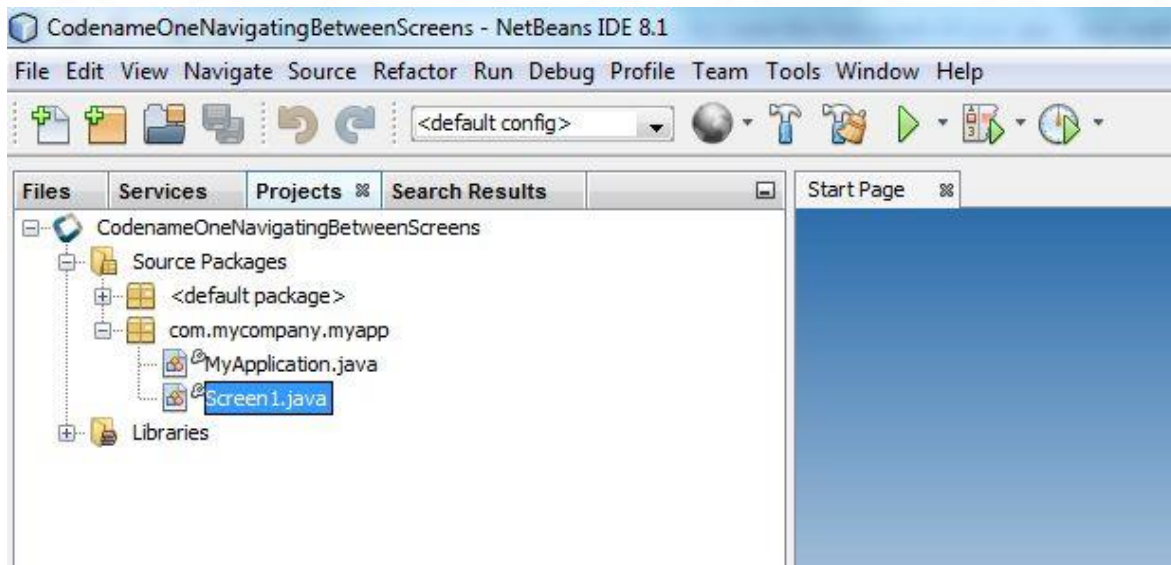 CodenameOneNavigatingBetweenScreens - NetBeans IDE 8.1
File Edit View Navigate Source Refactor Run Debug Profile Team Tools Window Help
<default config>
Files Services Projects Search Results Start Page
CodenameOneNavigatingBetweenScreens
Source Packages
<default package>
com.mycompany.myapp
MyApplication.java
Screen1.java
Libraries